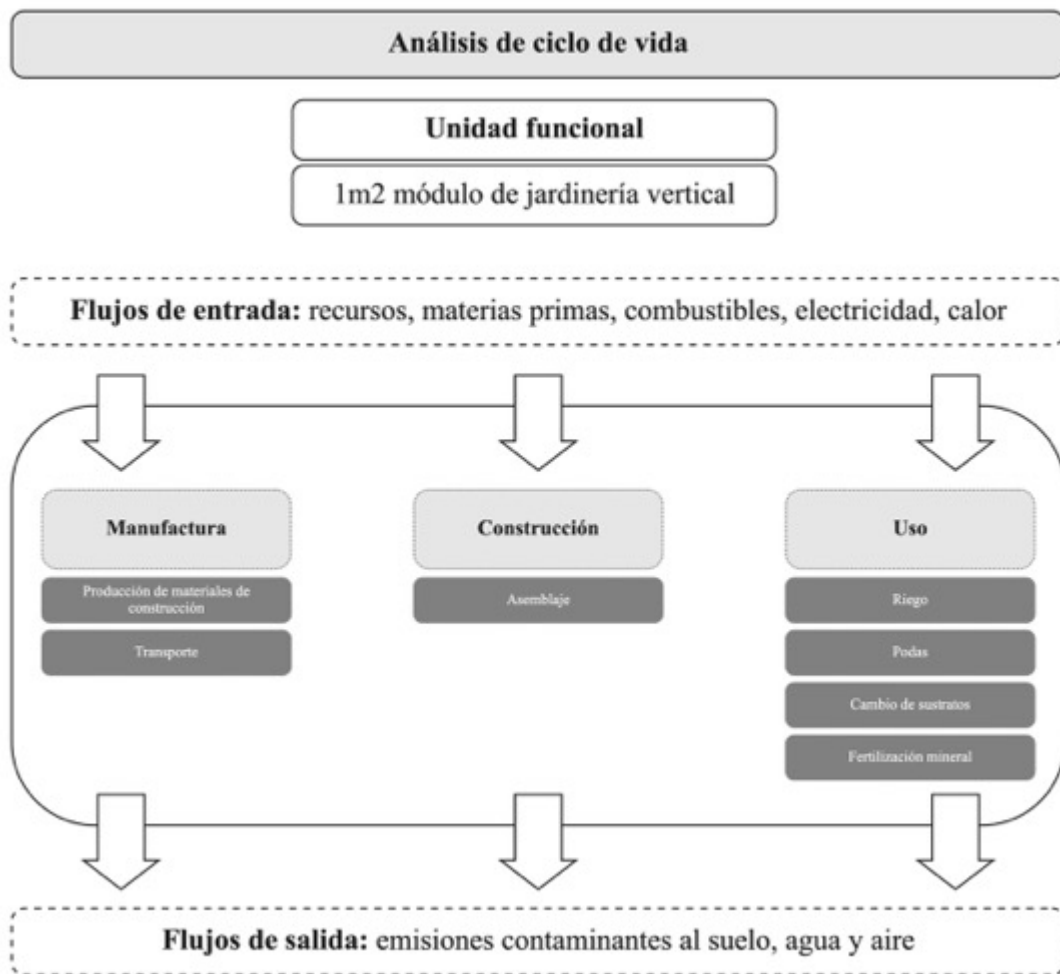 Análisis de ciclo de vida
Unidad funcional
1m2 módulo de jardinería vertical
Flujos de entrada: recursos, materias primas, combustibles, electricidad, calor
Manufactura
Producción de materiales de
construcción
Transporte
Construcción
Asemblaje
Uso
Riego
Podas
Cambio de sustratos
Fertilización mineral
Flujos de salida: emisiones contaminantes al suelo, agua y aire